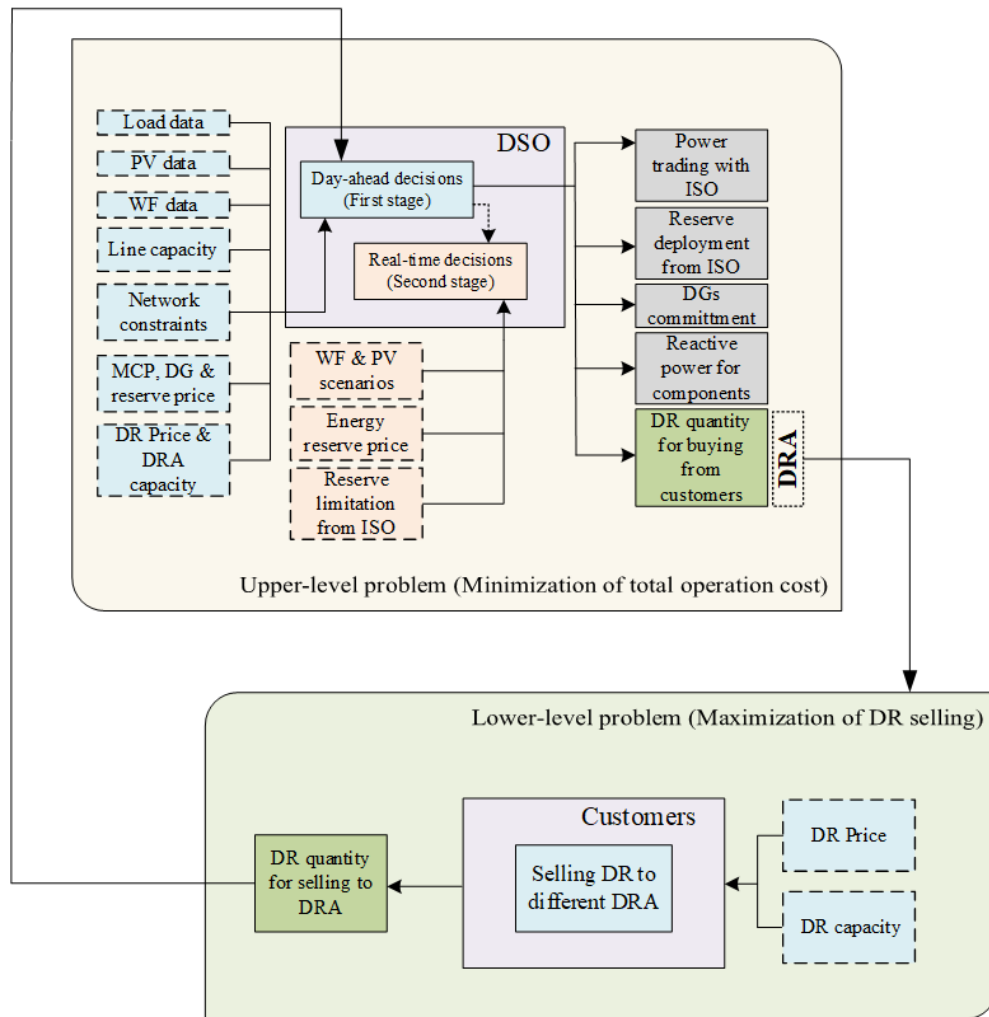 Load data
PV data
WF data
Line capacity
Network
constraints
MCP, DG &
reserve price
DR Price &
DRA
capacity
DSO
Day-ahead decisions
(First stage)
Real-time decisions
(Second stage)
WF & PV
scenarios
Energy
reserve price
Reserve
limitation
from ISO
Power
trading with
ISO
Reserve
deployment
from ISO
DGs
committment
Reactive
power for
components
DR quantity
for buying
from
customers
DRA
Upper-level problem (Minimization of total operation cost)
Lower-level problem (Maximization of DR selling)
DR quantity
for selling to
DRA
Customers
Selling DR to
different DRA
DR Price
DR capacity